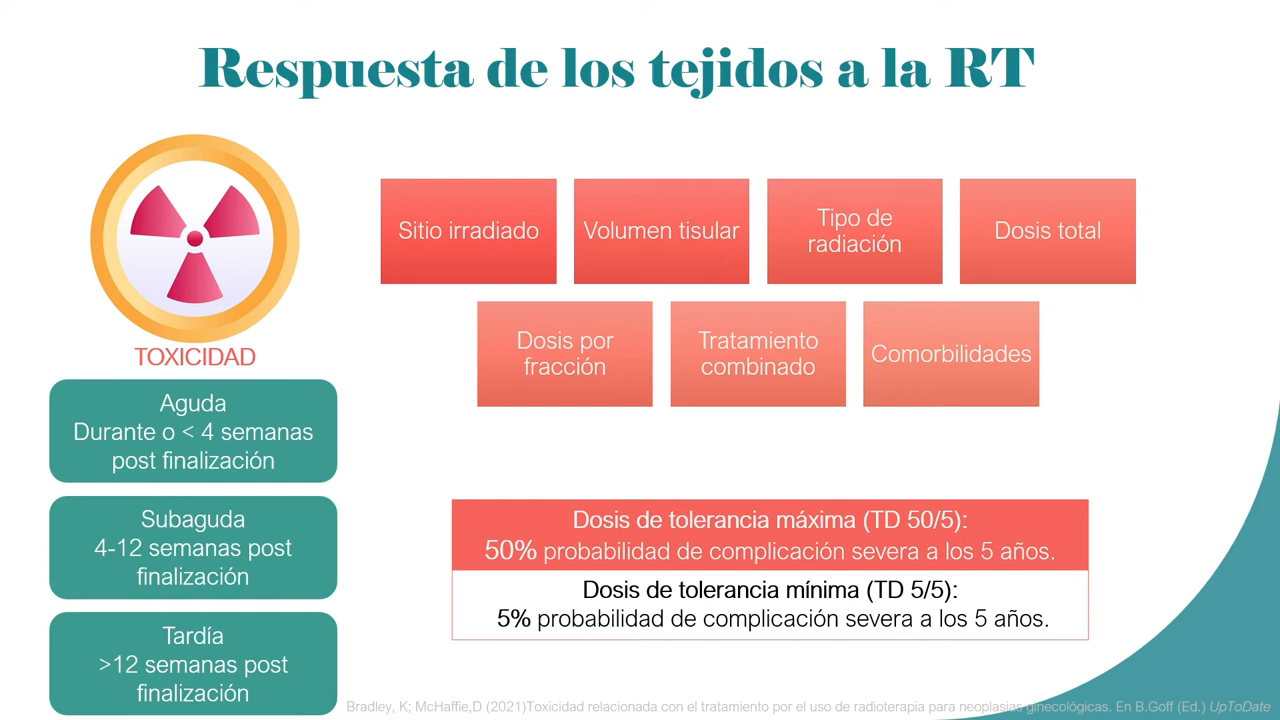 Respuesta de los tejidos a la RT
TOXICIDAD
Aguda
Durante o < 4 semanas
post finalización
Subaguda
4-12 semanas post
finalización
Tardía
>12 semanas post
finalización
Sitio irradiado
Volumen tisular
Tipo de
radiación
Dosis total
Dosis por
fracción
Tratamiento
combinado
Comorbilidades
Dosis de tolerancia máxima (TD 50/5):
50% probabilidad de complicación severa a los 5 años.
Dosis de tolerancia mínima (TD 5/5):
5% probabilidad de complicación severa a los 5 años.
Bradley, K; McHaffie,D (2021)Toxicidad relacionada con el tratamiento por el uso de radioterapia para neoplasias ginecológicas. En B.Goff (Ed.) UpToDate